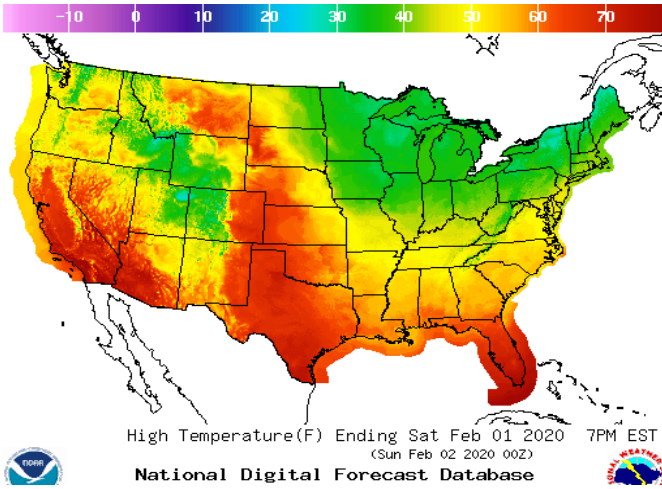 -10 0 10 20 30 40 50 60 70
High Temperature(F) Ending Sat Feb 01 2020 7PM EST
(Sun Feb 02 2020 00Z)
National Digital Forecast Database
noaa